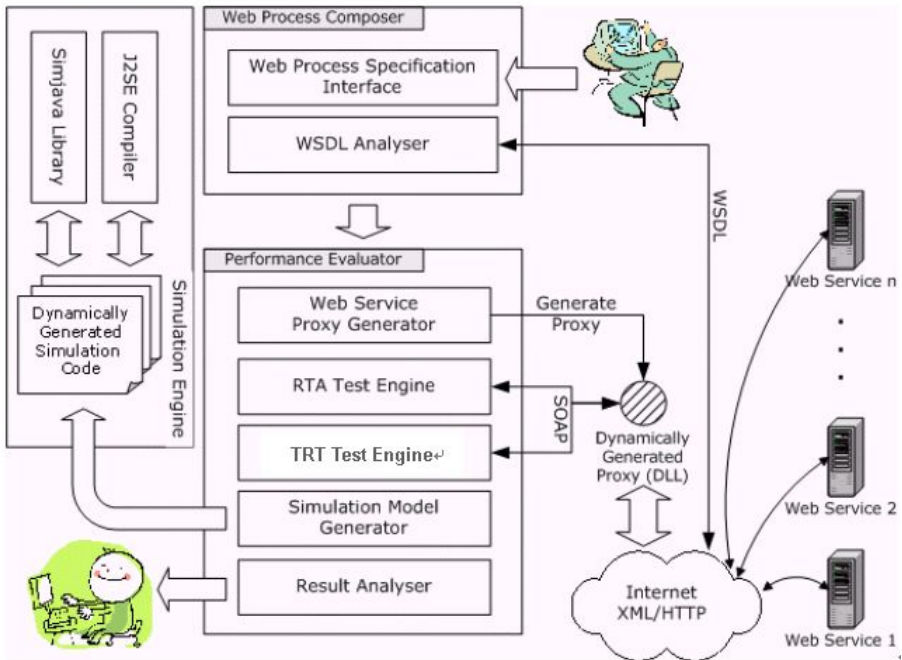 Web Process Composer
Web Process Specification
Interface
WSDL Analyser
Simjava Library
J2SE Compiler
Dynamically
Generated
Simulation
Code
Simulation Engine
Performance Evaluator
Web Service
Proxy Generator
RTA Test Engine
TRT Test Engine↵
Simulation Model
Generator
Result Analyser
Generate
Proxy
SOAP
Dynamically
Generated
Proxy (DLL)
WSDL
Internet
XML/HTTP
Web Service n
Web Service 2
Web Service 1